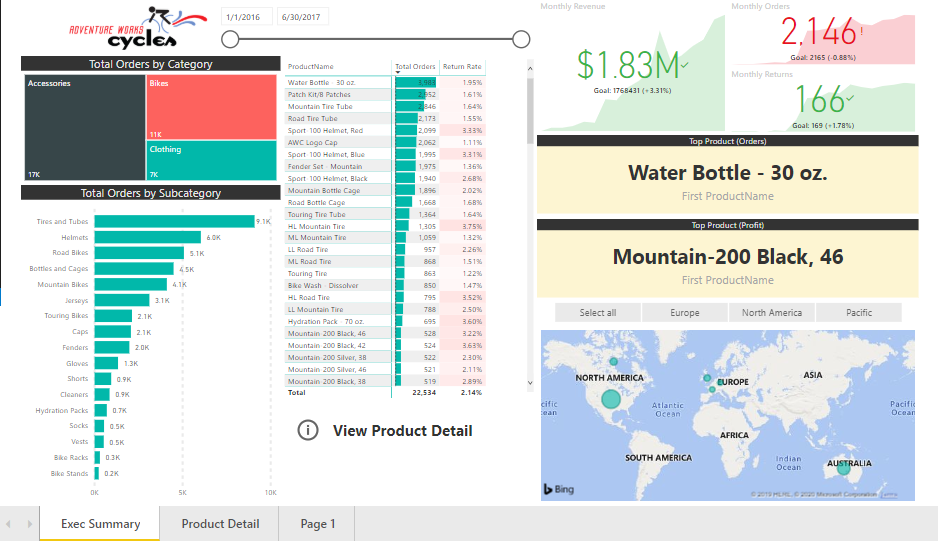 ADVENTURE WORKS
cycles
1/1/2016 6/30/2017
Total Orders by Category
Accessories
17K
Bikes
11K
Clothing
7K
Total Orders by Subcategory
Tires and Tubes 9.1K
Helmets 6.0K
Road Bikes 5.1K
Bottles and Cages 4.5K
Mountain Bikes 4.1K
Jerseys 3.1K
Touring Bikes 2.1K
Caps 2.1K
Fenders 2.0K
Gloves 1.3K
Shorts 0.9K
Cleaners 0.9K
Hydration Packs 0.7K
Socks 0.5K
Vests 0.5K
Bike Racks 0.3K
Bike Stands 0.2K
0K 5K 10K
ProductName Total Orders Return Rate
Water Bottle - 30 oz. 3,983 1.95%
Patch Kit/8 Patches 2,952 1.61%
Mountain Tire Tube 2,846 1.64%
Road Tire Tube 2,173 1.55%
Sport-100 Helmet, Red 2,099 3.33%
AWC Logo Cap 2,062 1.11%
Sport-100 Helmet, Blue 1,995 3.31%
Fender Set - Mountain 1,975 1.36%
Sport-100 Helmet, Black 1,940 2.68%
Mountain Bottle Cage 1,896 2.02%
Road Bottle Cage 1,668 1.68%
Touring Tire Tube 1,364 1.64%
HL Mountain Tire 1,305 3.75%
ML Mountain Tire 1,059 1.32%
LL Road Tire 957 2.26%
ML Road Tire 868 1.51%
Touring Tire 863 1.22%
Bike Wash - Dissolver 850 1.47%
HL Road Tire 795 3.52%
LL Mountain Tire 788 2.50%
Hydration Pack - 70 oz. 695 3.60%
Mountain-200 Black, 46 528 3.22%
Mountain-200 Black, 42 524 3.63%
Mountain-200 Silver, 38 522 2.30%
Mountain-200 Silver, 46 521 2.11%
Mountain-200 Black, 38 519 2.89%
Total 22,534 2.14%
View Product Detail
Monthly Revenue
$1.83M
Goal: 1768431 (+3.31%)
Monthly Orders
2,146!
Goal: 2165 (-0.88%)
Monthly Returns
166
Goal: 169 (+1.78%)
Top Product (Orders)
Water Bottle - 30 oz.
First ProductName
Top Product (Profit)
Mountain-200 Black, 46
First ProductName
Select all Europe North America Pacific
NORTH AMERICA
EUROPE
ASIA
Pacific
Ocean
Atlantic
Ocean
AFRICA
SOUTH AMERICA
Indian
Ocean
AUSTRALIA
Bing
© 2020 Microsoft Corporation Terms
Exec Summary Product Detail Page 1